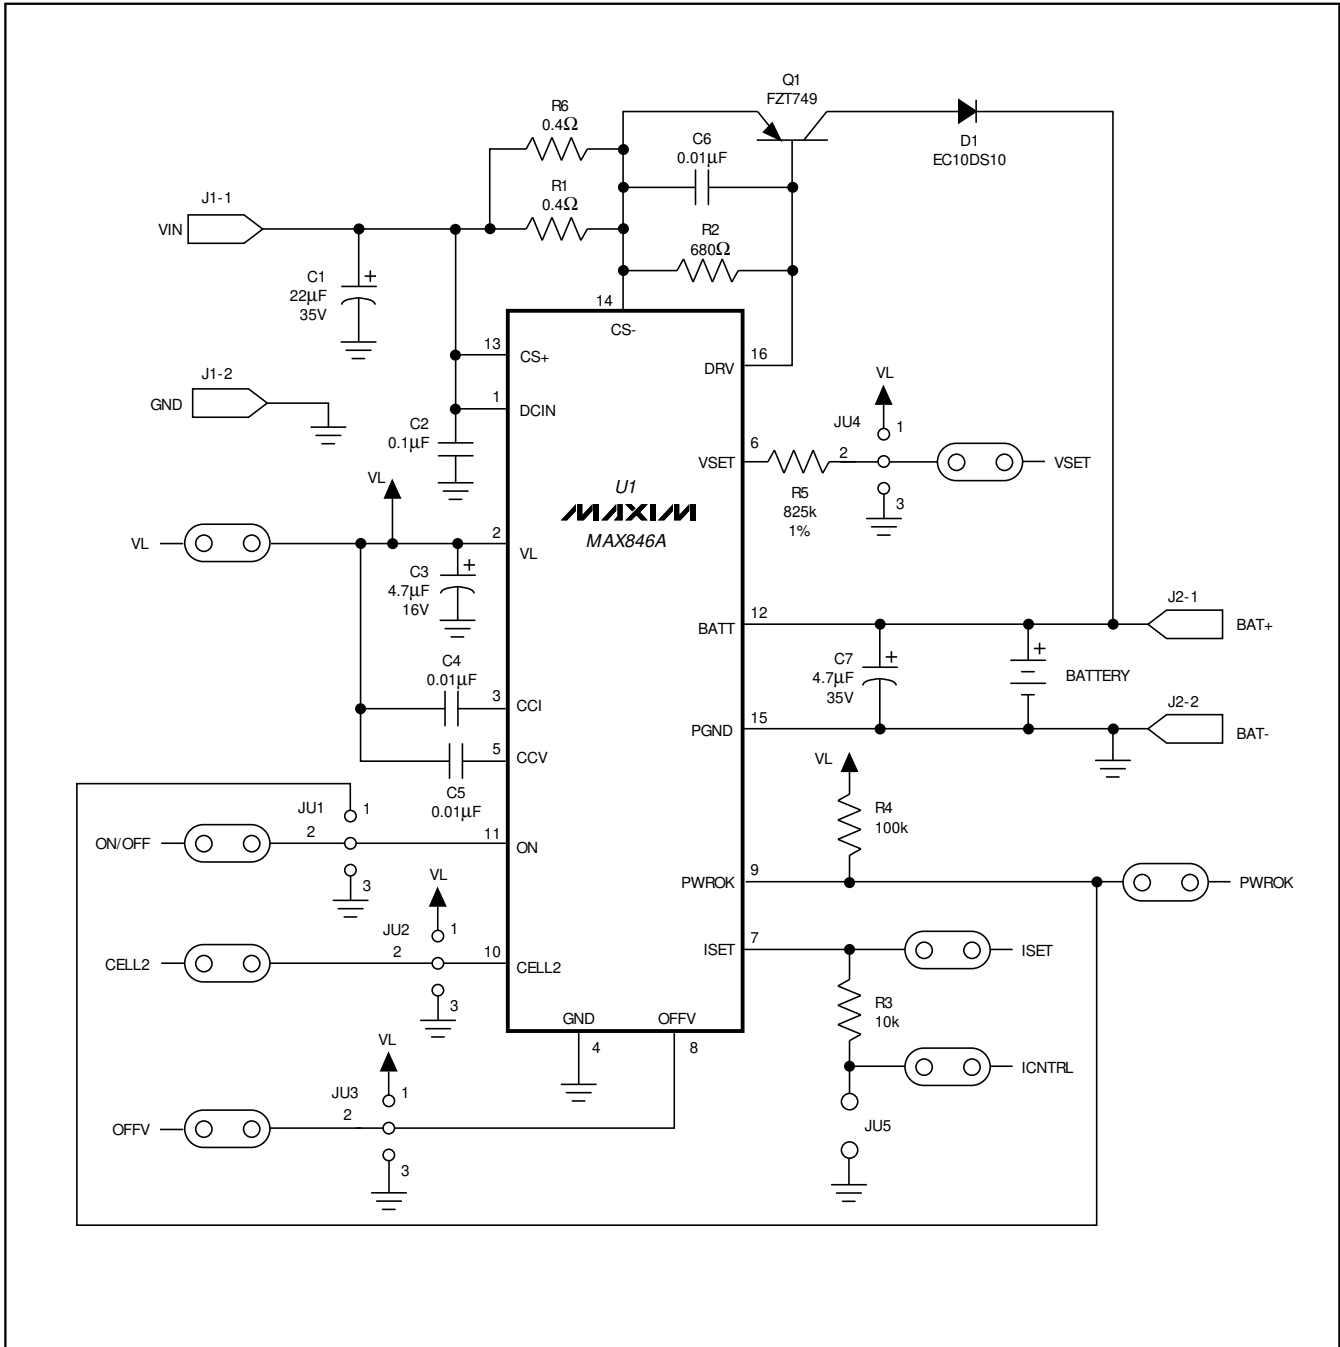 Q1
FZT749
R6
0.4Ω
D1
EC10DS10
C6
0.01µF
R1
0.4Ω
J1-1
VIN
R2
680Ω
C1
22µF
35V
14
CS-
13
CS+
16
DRV
J1-2
GND
1
DCIN
VL
C2
0.1µF
JU4
1
6
VSET
2
VSET
VL
U1
MAXIM
MAX846A
R5
825k
1%
3
VL
2
VL
C3
4.7µF
16V
J2-1
12
BATT
BAT+
C4
0.01µF
C7
4.7µF
35V
BATTERY
3
CCI
J2-2
15
PGND
BAT-
5
CCV
VL
C5
0.01µF
JU1
1
R4
100k
ON/OFF
2
11
ON
VL
9
PWROK
PWROK
3
JU2
1
7
ISET
ISET
CELL2
2
10
CELL2
3
R3
10k
GND
OFFV
4
8
VL
ICNTRL
JU3
1
2
OFFV
JU5
3